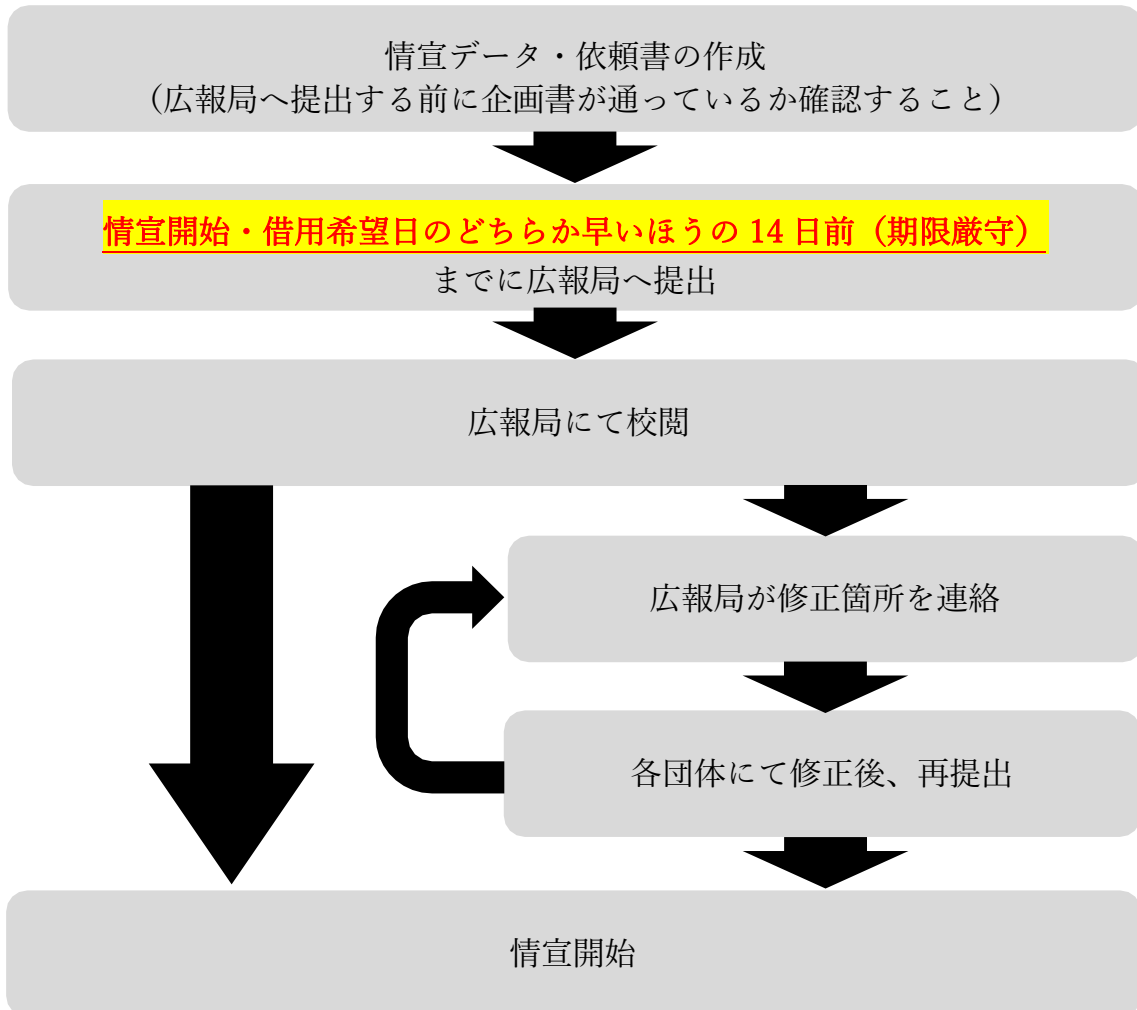 情宣データ・依頼書の作成
（広報局へ提出する前に企画書が通っているか確認すること）
情宣開始・借用希望日のどちらか早いほうの 14 日前（期限厳守）
までに広報局へ提出
広報局にて校閲
広報局が修正箇所を連絡
各団体にて修正後、再提出
情宣開始